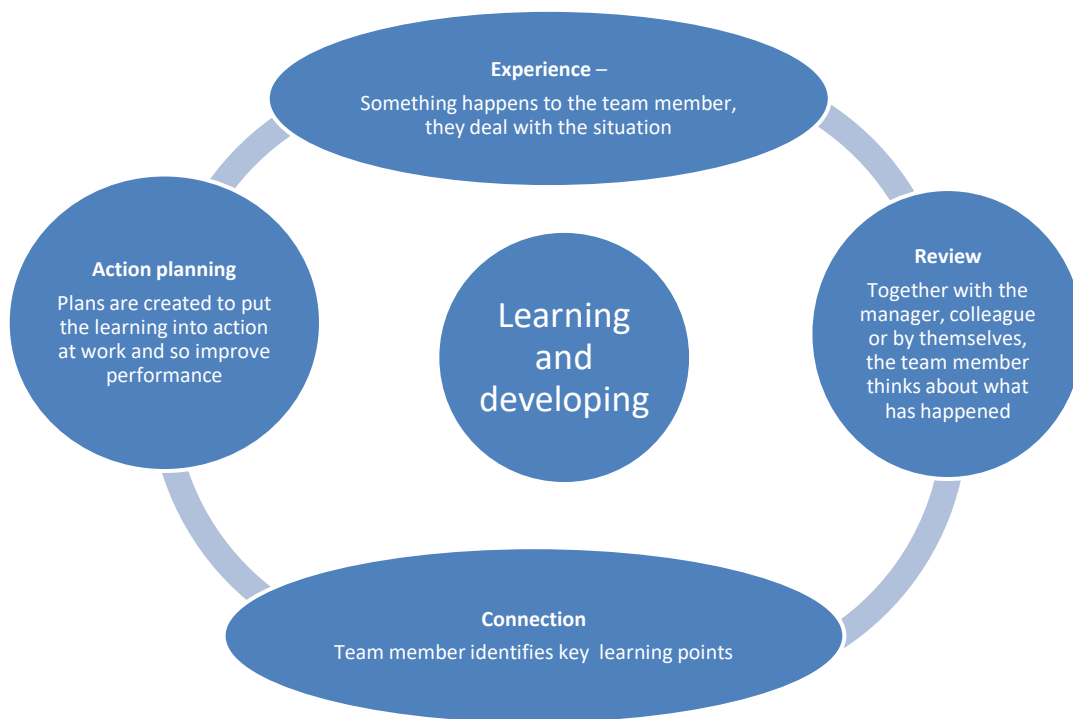 Experience –
Something happens to the team member,
they deal with the situation
Action planning
Plans are created to put
the learning into action
at work and so improve
performance
Learning
and
developing
Review
Together with the
manager, colleague
or by themselves,
the team member
thinks about what
has happened
Connection
Team member identifies key  learning points